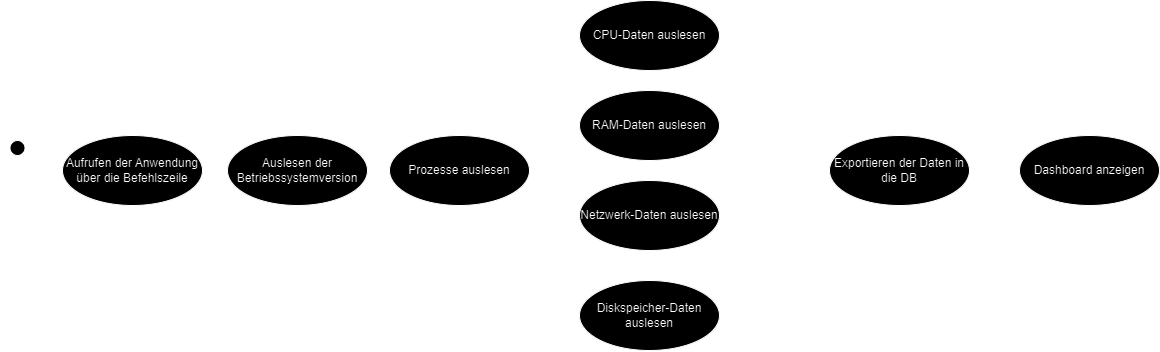 Aufrufen der Anwendung
über die Befehlszeile
Auslesen der
Betriebssystemversion
Prozesse auslesen
CPU-Daten auslesen
RAM-Daten auslesen
Netzwerk-Daten auslesen
Diskspeicher-Daten
auslesen
Exportieren der Daten in
die DB
Dashboard anzeigen